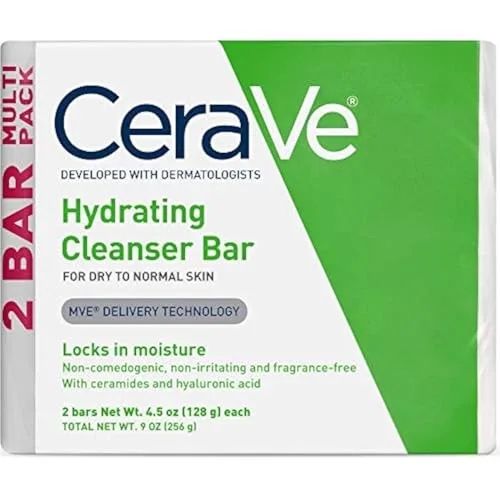 2 BAR MULTI
PACK
CeraVe®
DEVELOPED WITH DERMATOLOGISTS
Hydrating
Cleanser Bar
FOR DRY TO NORMAL SKIN
MVE® DELIVERY TECHNOLOGY
Locks in moisture
Non-comedogenic, non-irritating and fragrance-free
With ceramides and hyaluronic acid
2 bars Net Wt. 4.5 oz (128 g) each
TOTAL NET WT. 9 OZ (256 g)